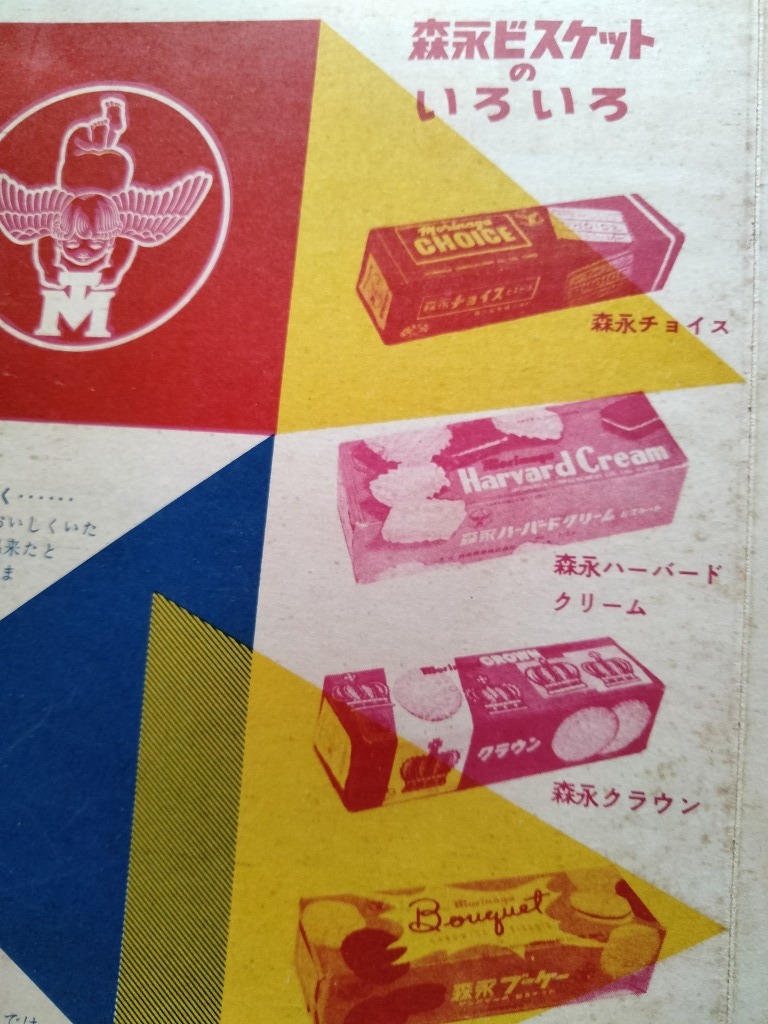 森永ビスケット
の
いろいろ
TM
Morinaga
CHOICE
森永チョイス
森永チョイス
Harvard Cream
森永ハーバードクリーム
森永ハーバード
クリーム
く……
おいしくいた
来たと
ま
CROWN
クラウン
森永クラウン
Morinaga
Bouquet
森永ブーケー
では